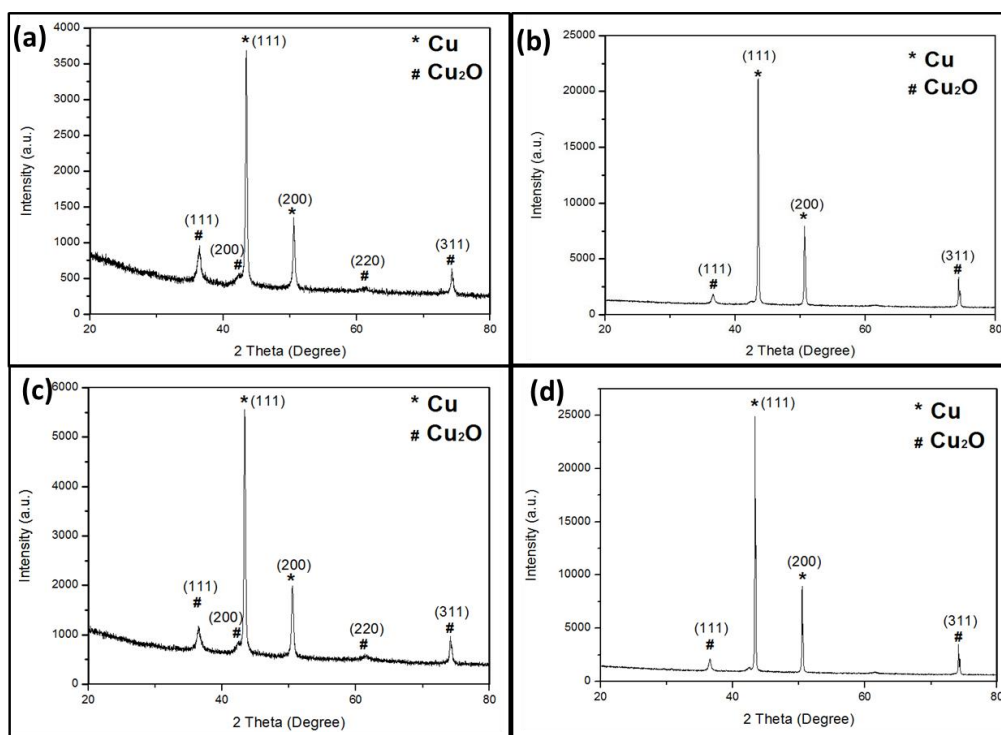 (a)
* Cu
# Cu₂O
*(111)
(200)
*
(111)
#
(200)
#
(220)
#
(311)
#
4000
3500
3000
2500
2000
1500
1000
500
0
Intensity (a.u.)
20 40 60 80
2 Theta (Degree)
(b)
* Cu
# Cu₂O
(111)
*
(200)
*
(111)
#
(311)
#
25000
20000
15000
10000
5000
0
Intensity (a.u.)
20 40 60 80
2 Theta (Degree)
(c)
* Cu
# Cu₂O
*(111)
(200)
*
(111)
#
(200)
#
(220)
#
(311)
#
6000
5000
4000
3000
2000
1000
0
Intensity (a.u.)
20 40 60 80
2 Theta (Degree)
(d)
* Cu
# Cu₂O
*(111)
(200)
*
(111)
#
(311)
#
25000
20000
15000
10000
5000
0
Intensity (a.u.)
20 40 60 80
2 Theta (Degree)